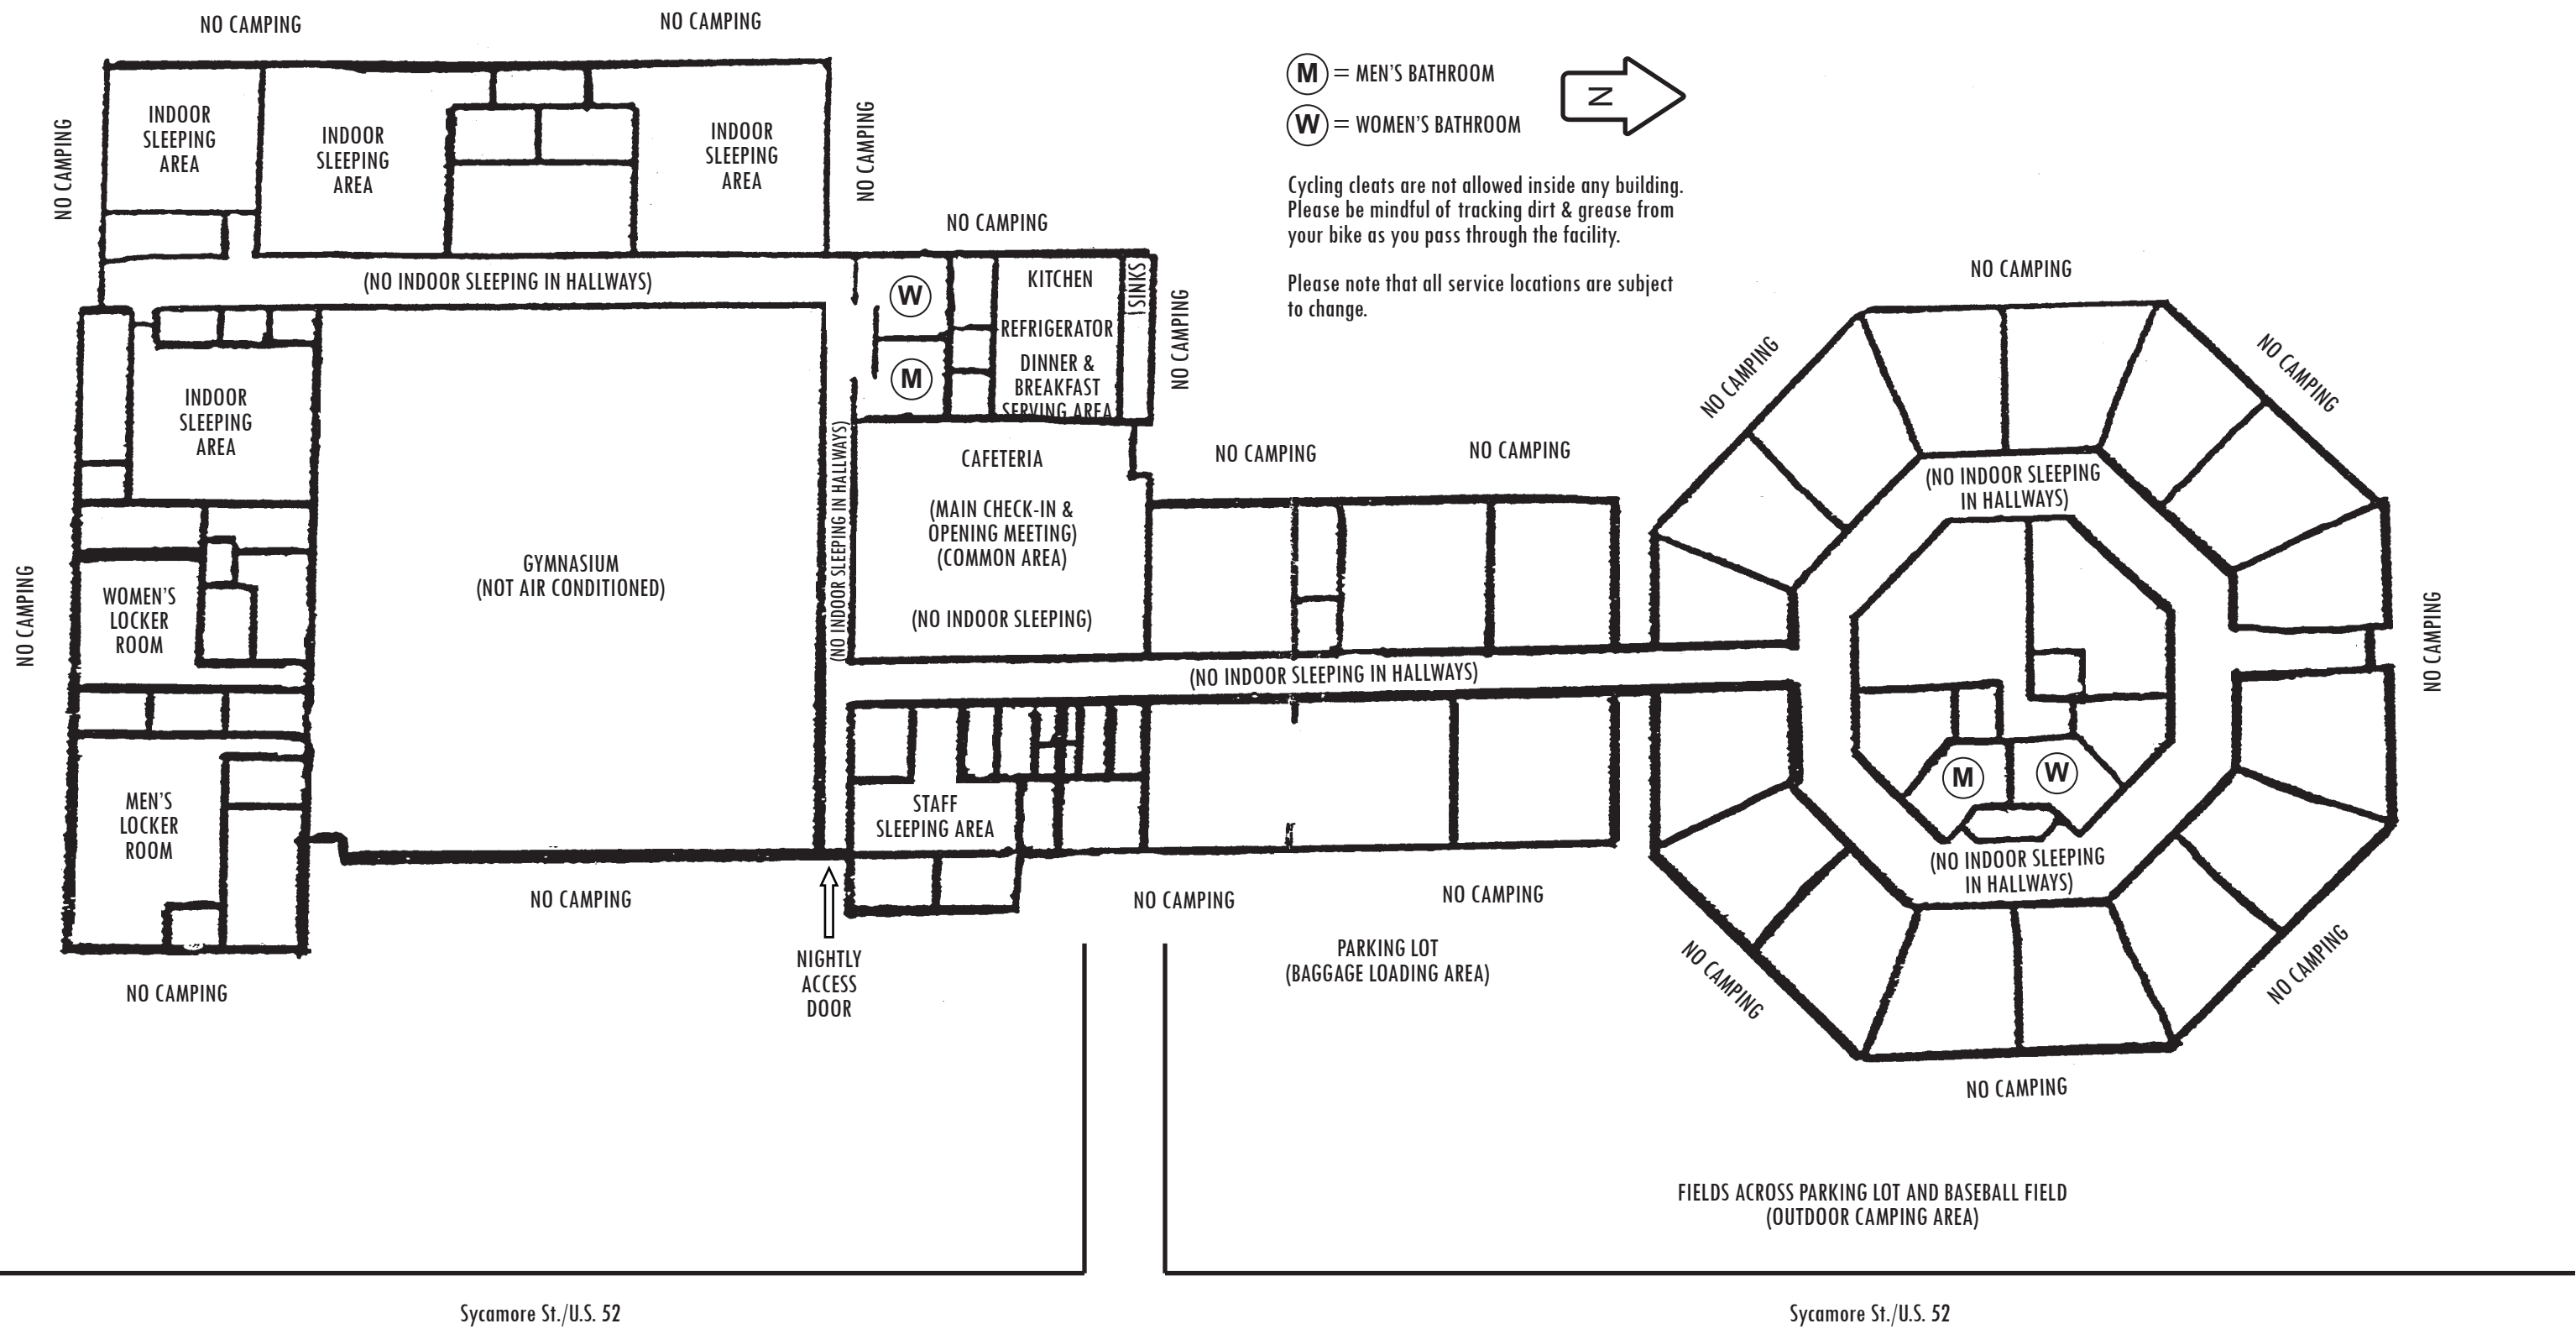 NO CAMPING
NO CAMPING
M = MEN'S BATHROOM
W = WOMEN'S BATHROOM
N
Cycling cleats are not allowed inside any building.
Please be mindful of tracking dirt & grease from
your bike as you pass through the facility.
Please note that all service locations are subject
to change.
NO CAMPING
INDOOR
SLEEPING
AREA
INDOOR
SLEEPING
AREA
INDOOR
SLEEPING
AREA
NO CAMPING
NO CAMPING
(NO INDOOR SLEEPING IN HALLWAYS)
W
M
KITCHEN
SINKS
REFRIGERATOR
DINNER &
BREAKFAST
SERVING AREA
NO CAMPING
INDOOR
SLEEPING
AREA
GYMNASIUM
(NOT AIR CONDITIONED)
(NO INDOOR SLEEPING IN HALLWAYS)
CAFETERIA
(MAIN CHECK-IN &
OPENING MEETING)
(COMMON AREA)
(NO INDOOR SLEEPING)
NO CAMPING
NO CAMPING
NO CAMPING
WOMEN'S
LOCKER
ROOM
(NO INDOOR SLEEPING IN HALLWAYS)
MEN'S
LOCKER
ROOM
STAFF
SLEEPING AREA
NO CAMPING
NO CAMPING
NO CAMPING
NO CAMPING
NIGHTLY
ACCESS
DOOR
PARKING LOT
(BAGGAGE LOADING AREA)
NO CAMPING
NO CAMPING
NO CAMPING
(NO INDOOR SLEEPING
IN HALLWAYS)
NO CAMPING
M
W
(NO INDOOR SLEEPING
IN HALLWAYS)
NO CAMPING
NO CAMPING
NO CAMPING
FIELDS ACROSS PARKING LOT AND BASEBALL FIELD
(OUTDOOR CAMPING AREA)
Sycamore St./U.S. 52
Sycamore St./U.S. 52